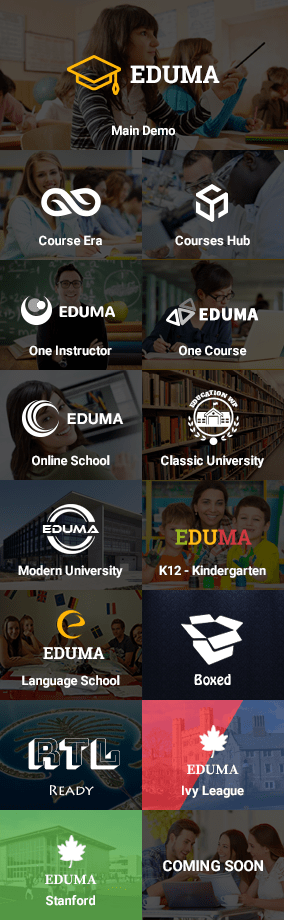 EDUMA
Main Demo
Course Era
Courses Hub
EDUMA
One Instructor
EDUMA
One Course
EDUMA
Online School
EDUCATION WP
Classic University
EDUMA
Modern University
EDUMA
K12 - Kindergarten
e
EDUMA
Language School
Boxed
RTL
READY
EDUMA
Ivy League
EDUMA
Stanford
COMING SOON